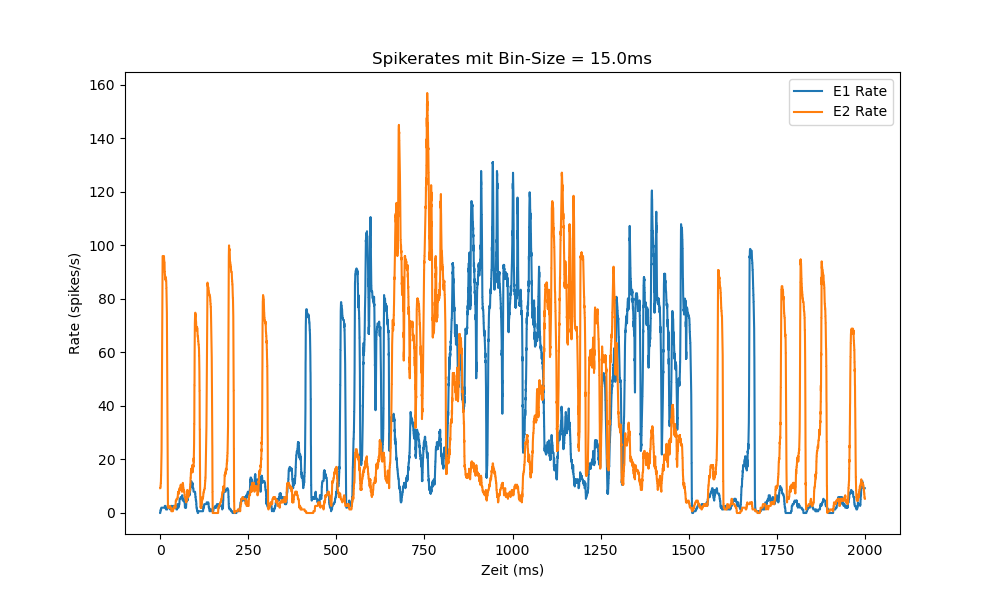 Spikerates mit Bin-Size = 15.0ms
E1 Rate
E2 Rate
160
140
120
100
80
60
40
20
0
Rate (spikes/s)
0 250 500 750 1000 1250 1500 1750 2000
Zeit (ms)